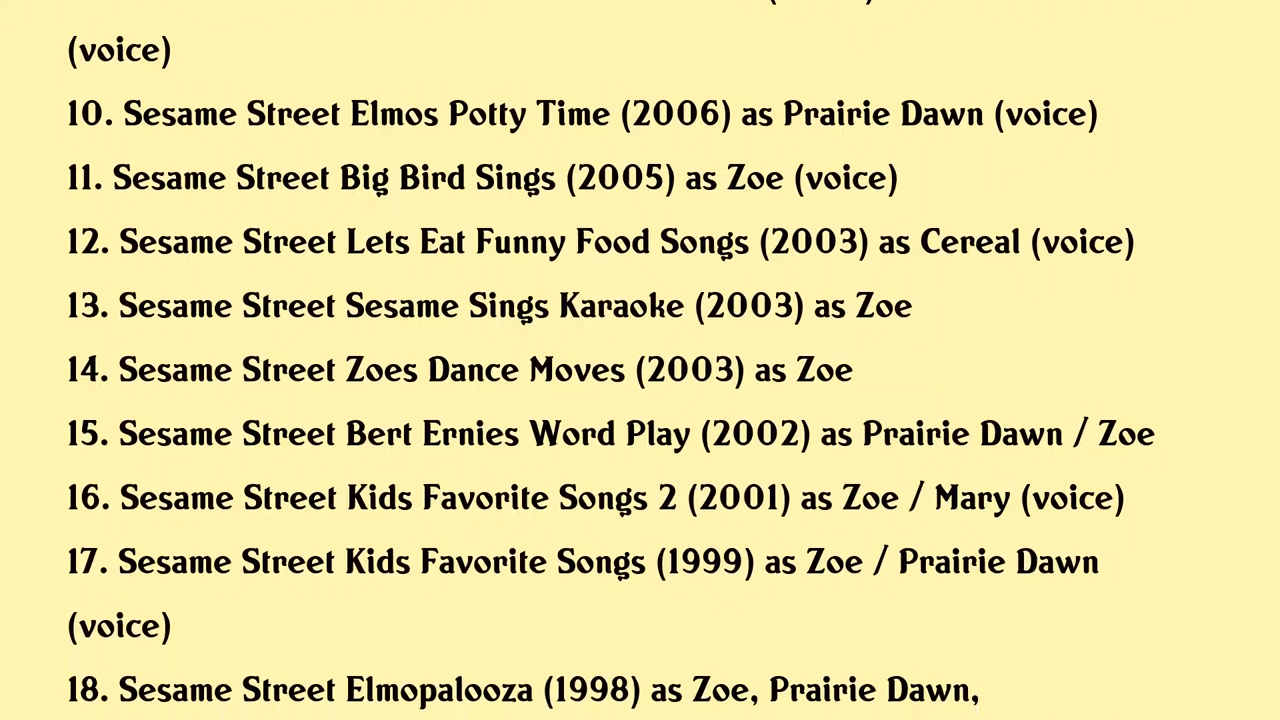 (voice)
10. Sesame Street Elmos Potty Time (2006) as Prairie Dawn (voice)
11. Sesame Street Big Bird Sings (2005) as Zoe (voice)
12. Sesame Street Lets Eat Funny Food Songs (2003) as Cereal (voice)
13. Sesame Street Sesame Sings Karaoke (2003) as Zoe
14. Sesame Street Zoes Dance Moves (2003) as Zoe
15. Sesame Street Bert Ernies Word Play (2002) as Prairie Dawn / Zoe
16. Sesame Street Kids Favorite Songs 2 (2001) as Zoe / Mary (voice)
17. Sesame Street Kids Favorite Songs (1999) as Zoe / Prairie Dawn
(voice)
18. Sesame Street Elmopalooza (1998) as Zoe, Prairie Dawn,